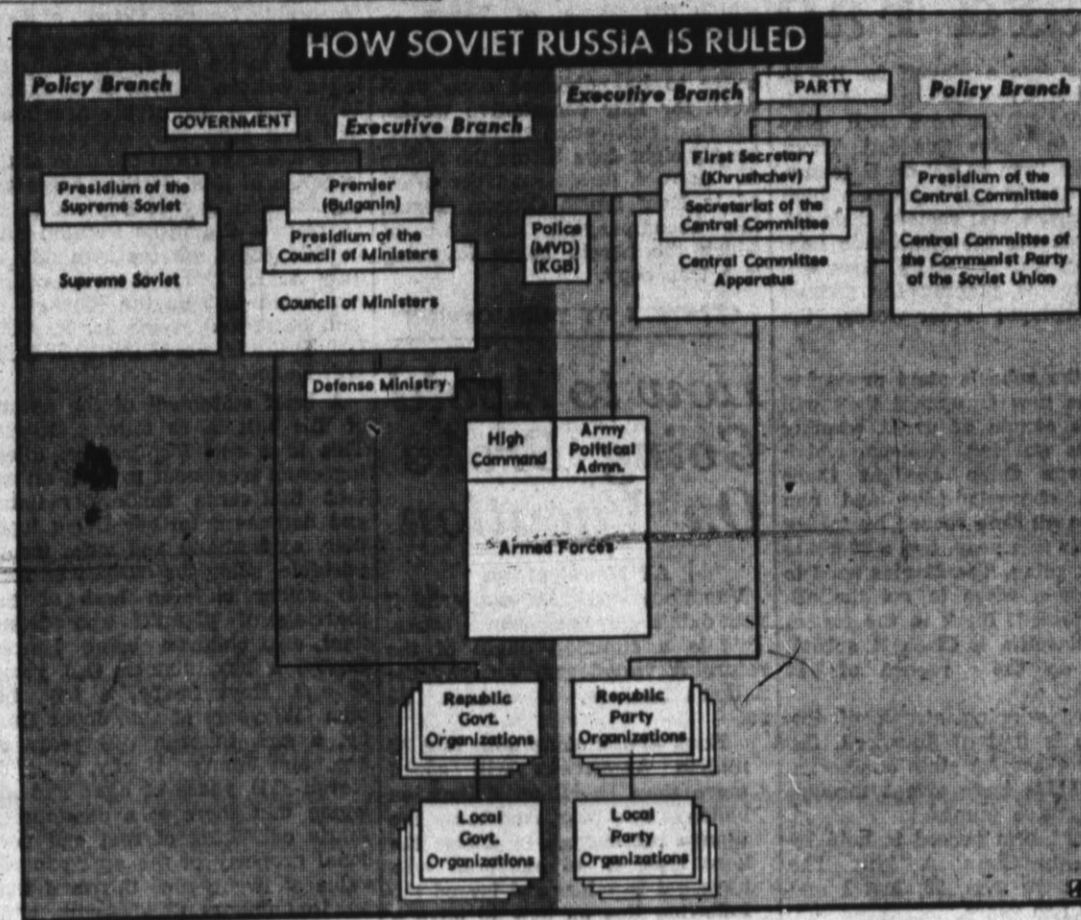 HOW SOVIET RUSSIA IS RULED
Policy Branch
GOVERNMENT
Executive Branch
Executive Branch
PARTY
Policy Branch
Presidium of the
Supreme Soviet
Supreme Soviet
Premier
(Bulganin)
Presidium of the
Council of Ministers
Council of Ministers
Police
(MVD)
(KGB)
First Secretary
(Khrushchev)
Secretariat of the
Central Committee
Central Committee
Apparatus
Presidium of the
Central Committee
Central Committee of
the Communist Party
of the Soviet Union
Defense Ministry
High
Command
Army
Political
Admn.
Armed Forces
Republic
Govt.
Organizations
Republic
Party
Organizations
Local
Govt.
Organizations
Local
Party
Organizations